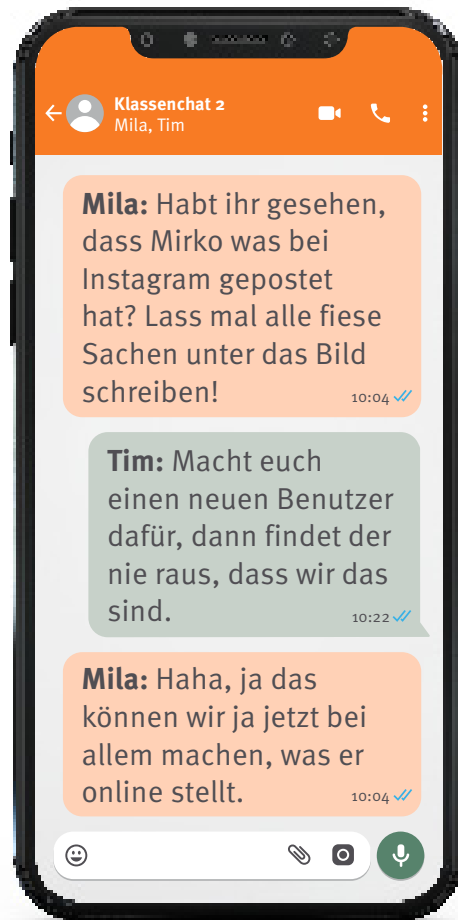 Klassenchat 2
Mila, Tim
Mila: Habt ihr gesehen,
dass Mirko was bei
Instagram gepostet
hat? Lass mal alle fiese
Sachen unter das Bild
schreiben!
10:04
Tim: Macht euch
einen neuen Benutzer
dafür, dann findet der
nie raus, dass wir das
sind.
10:22
Mila: Haha, ja das
können wir ja jetzt bei
allem machen, was er
online stellt.
10:04